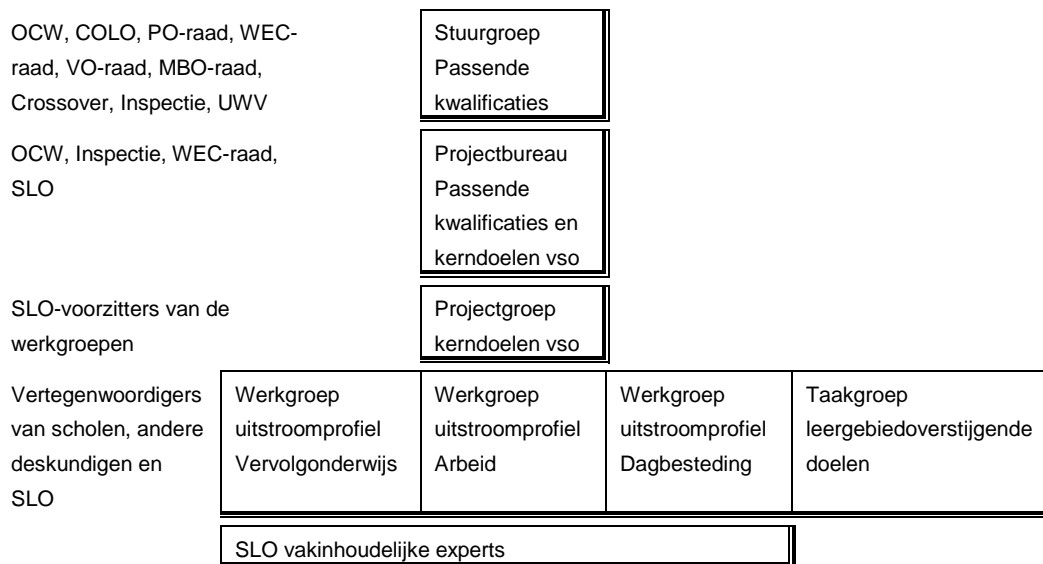 OCW, COLO, PO-raad, WEC-
raad, VO-raad, MBO-raad,
Crossover, Inspectie, UWV
Stuurgroep
Passende
kwalificaties
OCW, Inspectie, WEC-raad,
SLO
Projectbureau
Passende
kwalificaties en
kerndoelen vso
SLO-voorzitters van de
werkgroepen
Projectgroep
kerndoelen vso
Vertegenwoordigers
van scholen, andere
deskundigen en
SLO
Werkgroep
uitstroomprofiel
Vervolgonderwijs
Werkgroep
uitstroomprofiel
Arbeid
Werkgroep
uitstroomprofiel
Dagbesteding
Taakgroep
leergebiedoverstijgende
doelen
SLO vakinhoudelijke experts